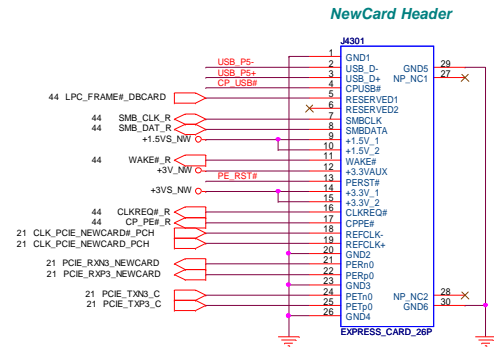 NewCard Header
J4301
1 GND1
USB_P5- 2 USB_D- GND5 29
USB_P5+ 3 USB_D+ NP_NC1 27
CP_USB# 4 CPUSB#
44 LPC_FRAME#_DBCARD 5 RESERVED1
6 RESERVED2
44 SMB_CLK_R 7 SMBCLK
44 SMB_DAT_R 8 SMBDATA
+1.5VS_NW 9 +1.5V_1
10 +1.5V_2
44 WAKE#_R 11 WAKE#
+3V_NW 12 +3.3VAUX
PE_RST# 13 PERST#
+3VS_NW 14 +3.3V_1
15 +3.3V_2
44 CLKREQ#_R 16 CLKREQ#
44 CP_PE#_R 17 CPPE#
21 CLK_PCIE_NEWCARD#_PCH 18 REFCLK-
21 CLK_PCIE_NEWCARD_PCH 19 REFCLK+
20 GND2
21 PCIE_RXN3_NEWCARD 21 PERn0
21 PCIE_RXP3_NEWCARD 22 PERp0
23 GND3
21 PCIE_TXN3_C 24 PETn0 NP_NC2 28
21 PCIE_TXP3_C 25 PETp0 GND6 30
26 GND4
EXPRESS_CARD_26P